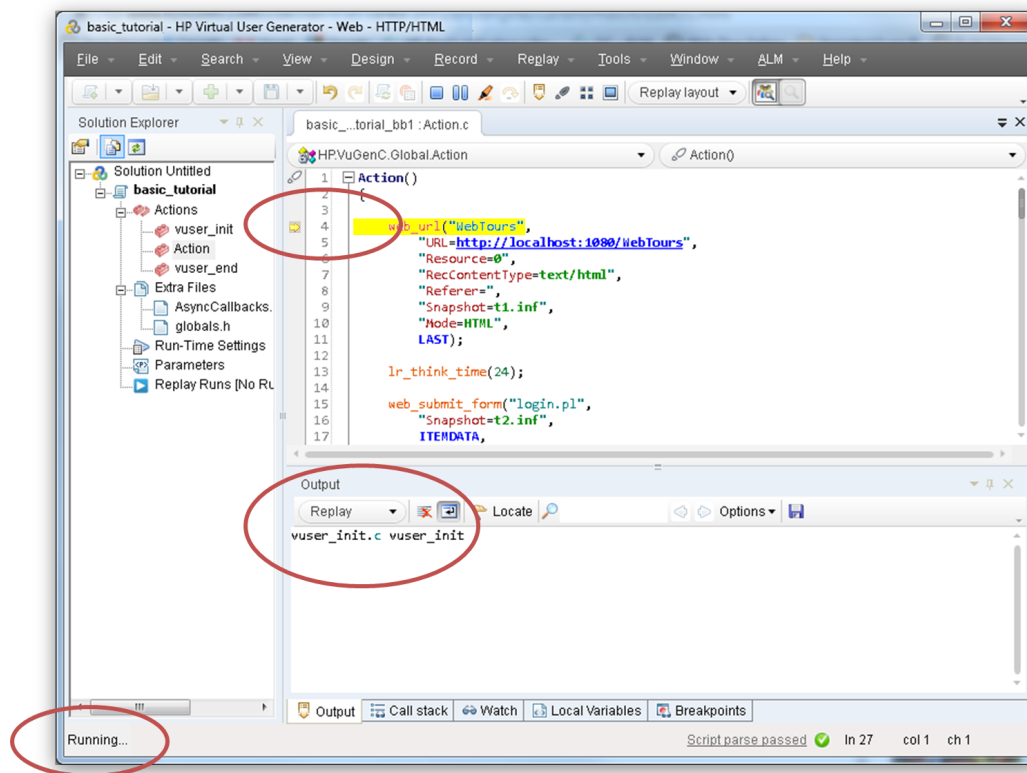 basic_tutorial - HP Virtual User Generator - Web - HTTP/HTML
File Edit Search View Design Record Replay Tools Window ALM Help
Replay layout
Solution Explorer
Solution Untitled
basic_tutorial
Actions
vuser_init
Action
vuser_end
Extra Files
AsyncCallbacks.
globals.h
Run-Time Settings
Parameters
Replay Runs [No Ru
basic_...torial_bb1 : Action.c
HP.VuGenC.Global.Action Action()
1 Action()
2 {
3
4 web_url("WebTours",
5 "URL=http://localhost:1080/WebTours",
6 "Resource=0",
7 "RecContentType=text/html",
8 "Referer=",
9 "Snapshot=t1.inf",
10 "Mode=HTML",
11 LAST);
12
13 lr_think_time(24);
14
15 web_submit_form("login.pl",
16 "Snapshot=t2.inf",
17 ITEMDATA,
Output
Replay Locate Options
vuser_init.c vuser_init
Output Call stack Watch Local Variables Breakpoints
Running... Script parse passed ln 27 col 1 ch 1